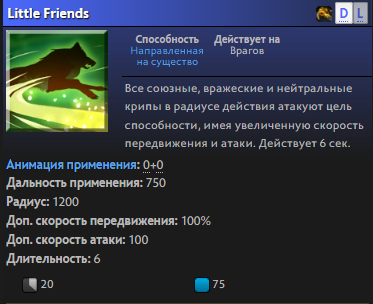 Little Friends
D L
Способность Действует на
Направленная Врагов
на существо
Все союзные, вражеские и нейтральные
крипы в радиусе действия атакуют цель
способности, имея увеличенную скорость
передвижения и атаки. Действует 6 сек.
Анимация применения: 0+0
Дальность применения: 750
Радиус: 1200
Доп. скорость передвижения: 100%
Доп. скорость атаки: 100
Длительность: 6
20 75